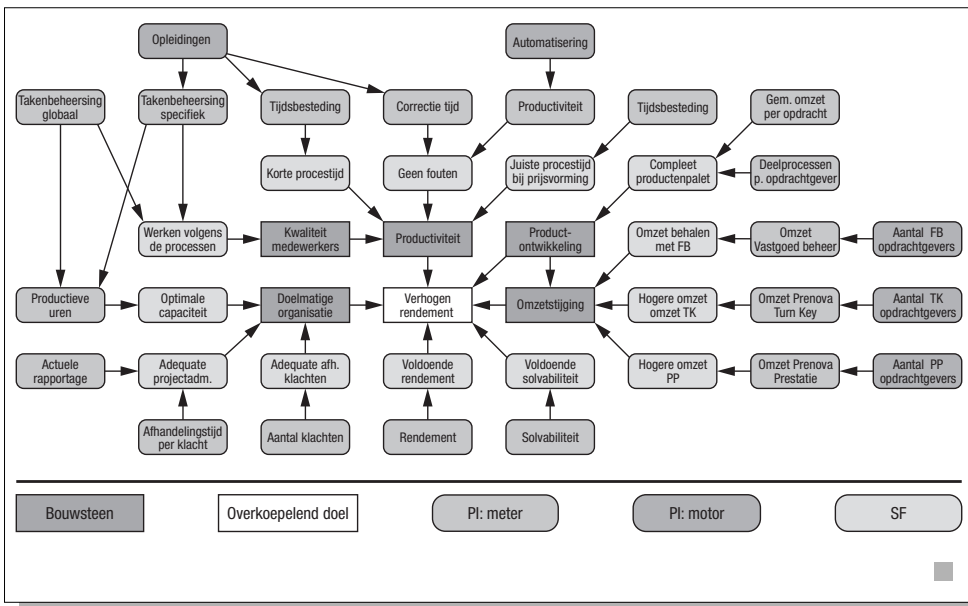 Opleidingen
Automatisering
Takenbeheersing
globaal
Takenbeheersing
specifiek
Tijdsbesteding
Correctie tijd
Productiviteit
Tijdsbesteding
Gem. omzet
per opdracht
Korte procestijd
Geen fouten
Juiste procestijd
bij prijsvorming
Compleet
productenpalet
Deelprocessen
p. opdrachtgever
Werken volgens
de processen
Kwaliteit
medewerkers
Productiviteit
Product-
ontwikkeling
Omzet behalen
met FB
Omzet
Vastgoed beheer
Aantal FB
opdrachtgevers
Productieve
uren
Optimale
capaciteit
Doelmatige
organisatie
Verhogen
rendement
Omzetstijging
Hogere omzet
omzet TK
Omzet Prenova
Turn Key
Aantal TK
opdrachtgevers
Actuele
rapportage
Adequate
projectadm.
Adequate afh.
klachten
Voldoende
rendement
Voldoende
solvabiliteit
Hogere omzet
PP
Omzet Prenova
Prestatie
Aantal PP
opdrachtgevers
Afhandelingstijd
per klacht
Aantal klachten
Rendement
Solvabiliteit
Bouwsteen
Overkoepelend doel
PI: meter
PI: motor
SF